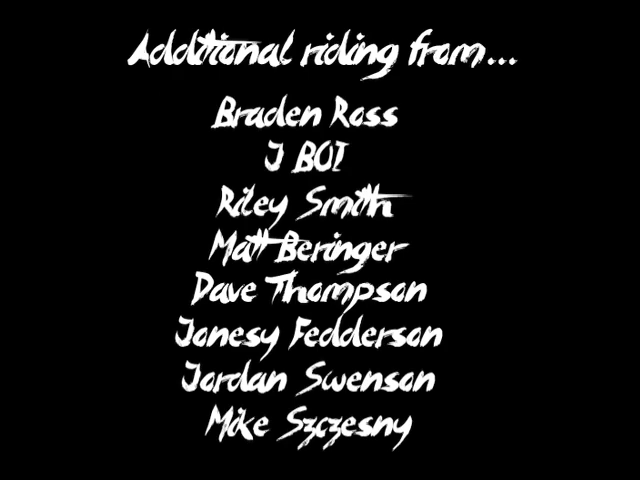 Additional riding from...
Braden Ross
J BOI
Riley Smith
Matt Beringer
Dave Thompson
Jonesy Fedderson
Jordan Swenson
Mike Szczesny